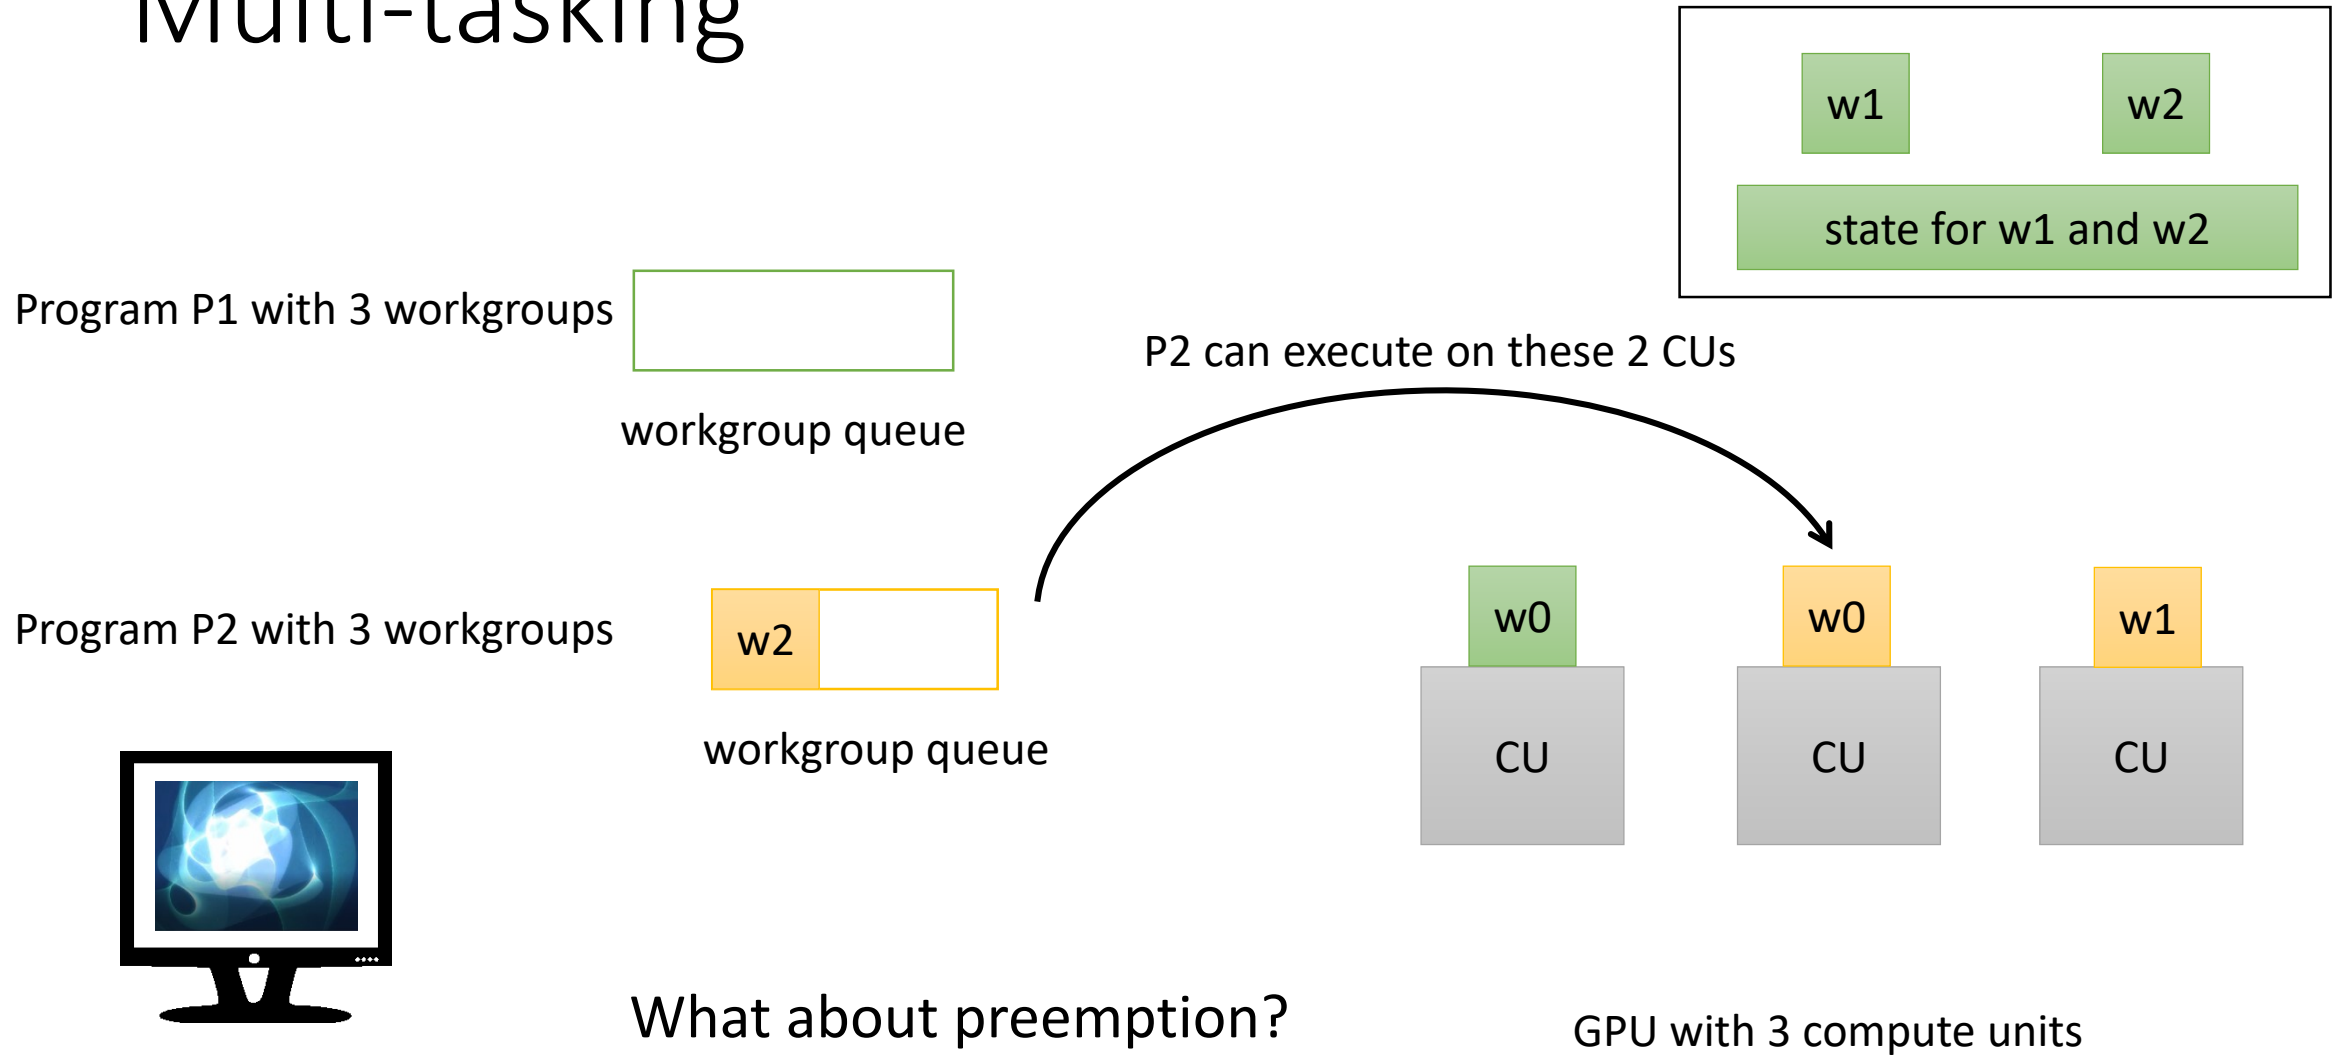 Multi-tasking
w1
w2
state for w1 and w2
Program P1 with 3 workgroups
workgroup queue
P2 can execute on these 2 CUs
Program P2 with 3 workgroups
w2
workgroup queue
w0
w0
w1
CU
CU
CU
What about preemption?
GPU with 3 compute units